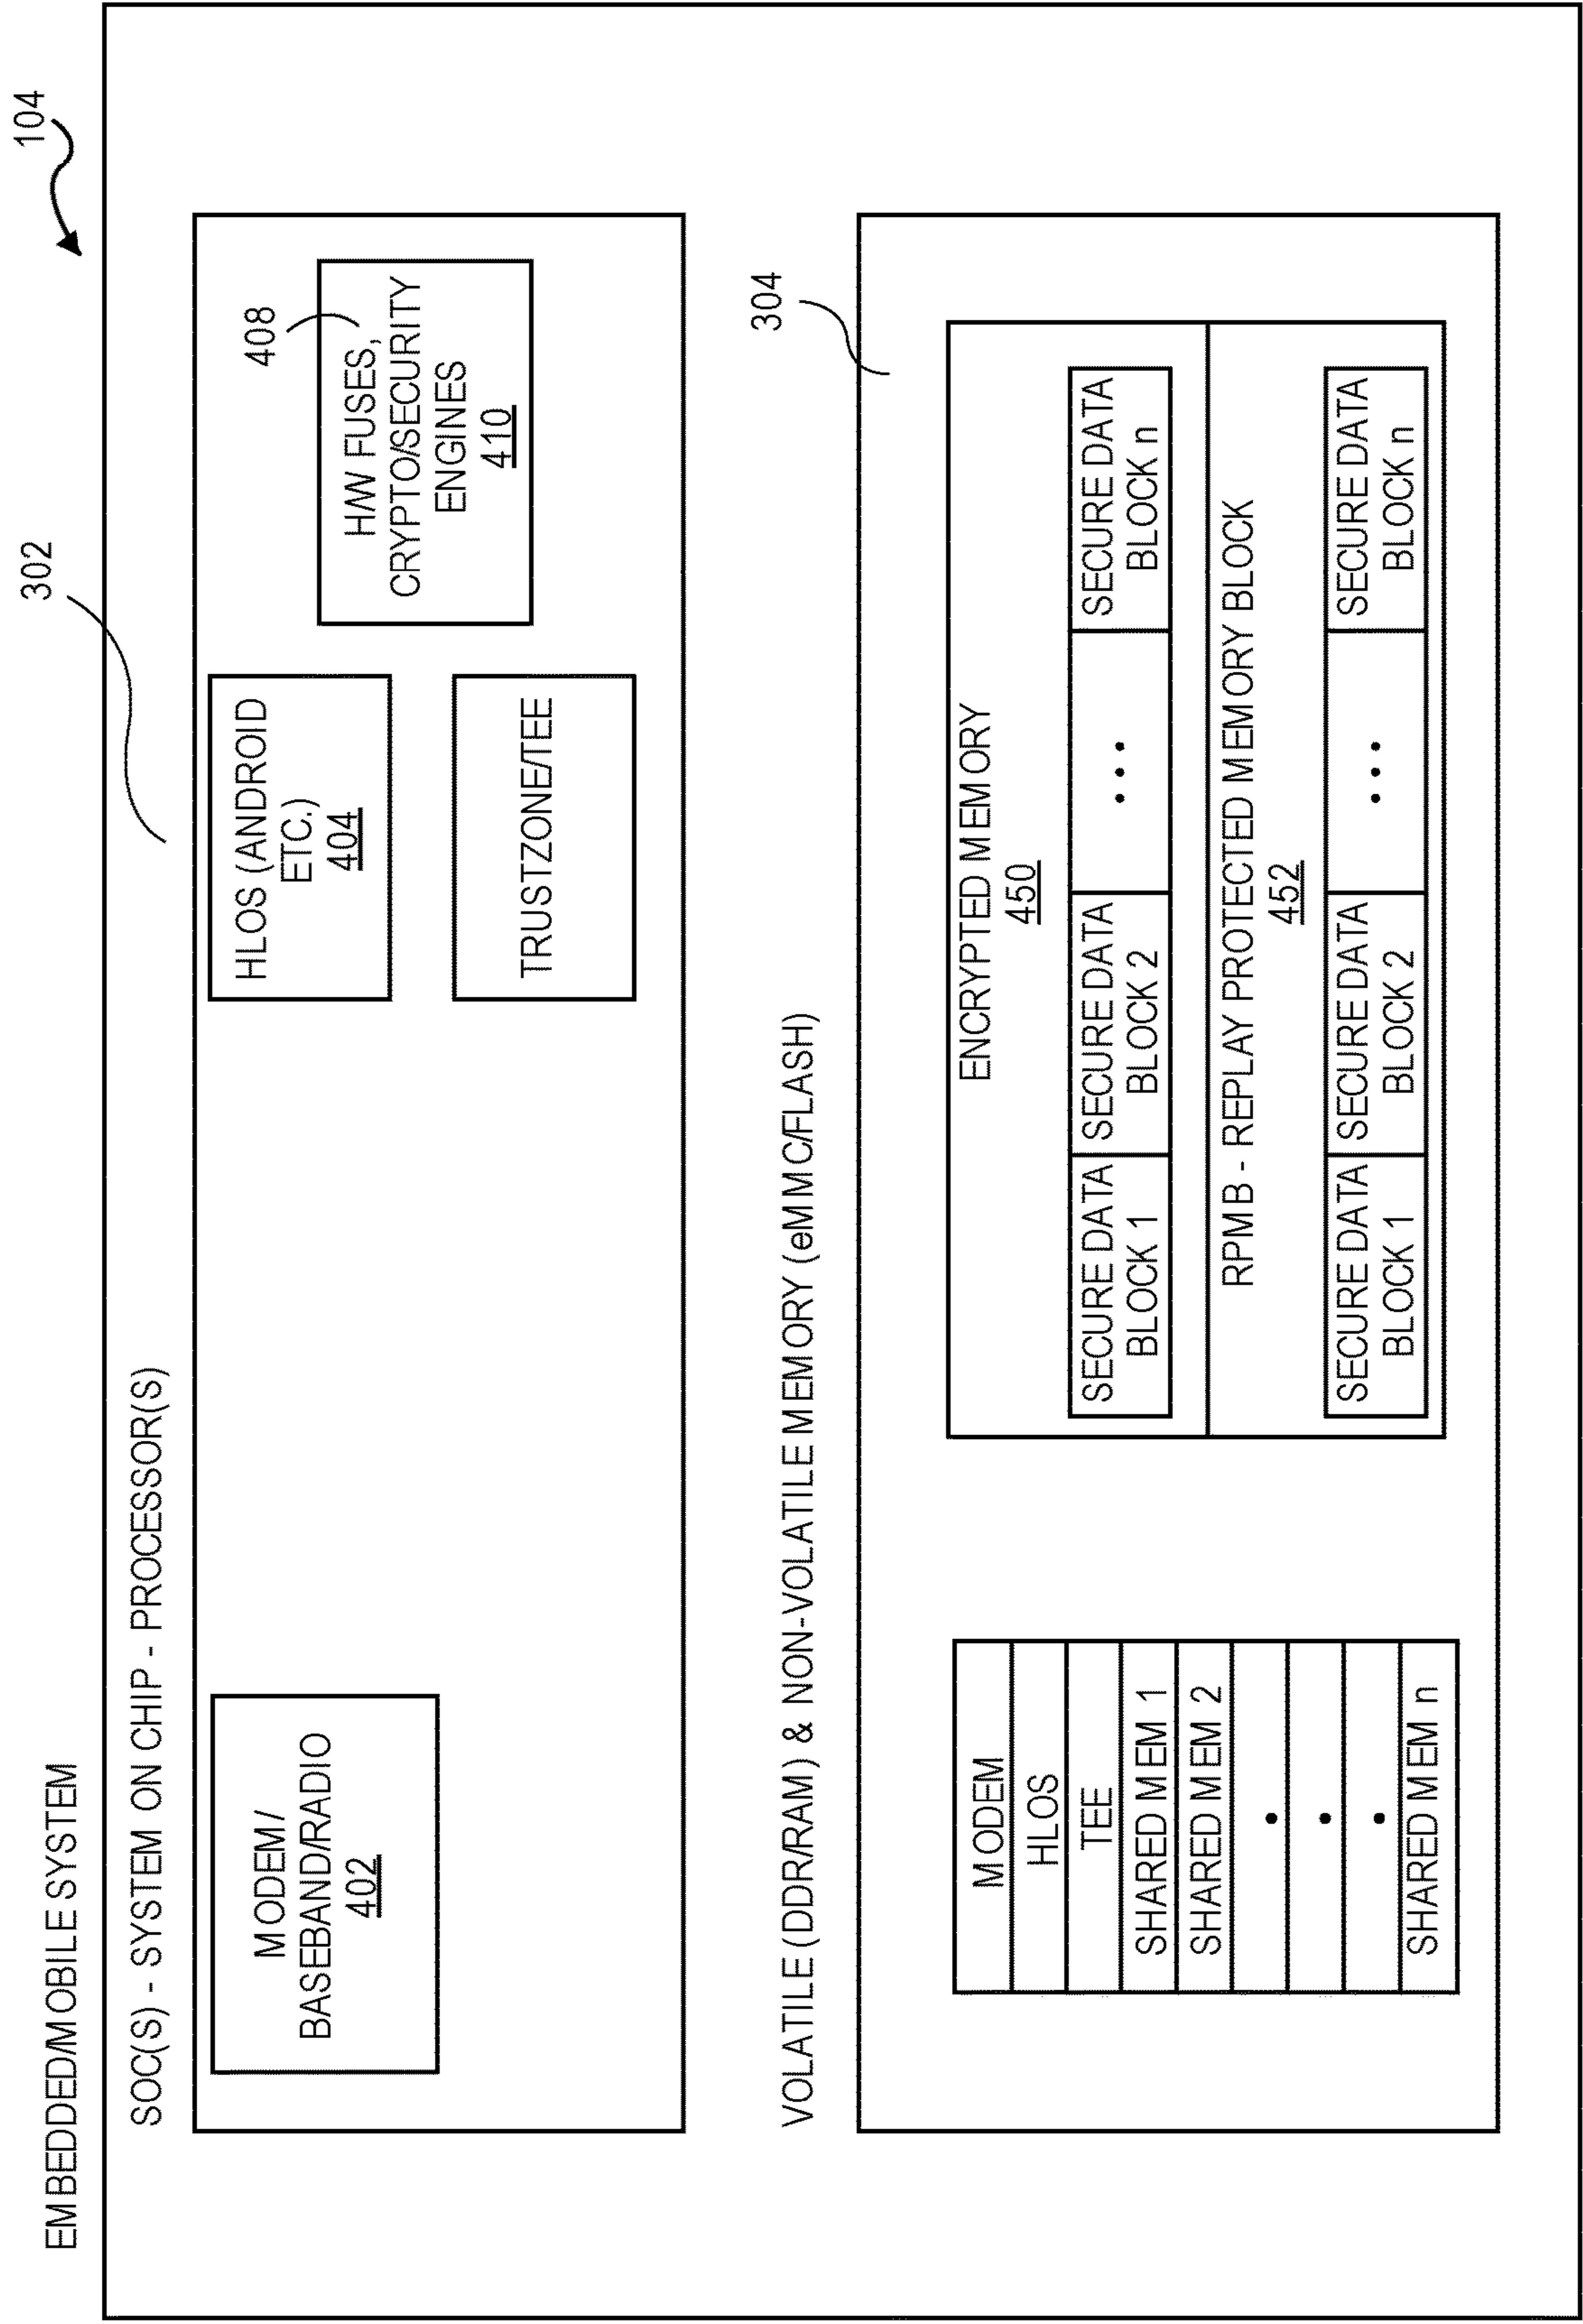 EMBEDDED/MOBILE SYSTEM
104
302
SOC(S) - SYSTEM ON CHIP - PROCESSOR(S)
MODEM/
BASEBAND/RADIO
402
HLOS (ANDROID
ETC.)
404
TRUSTZONE/TEE
408
H/W FUSES,
CRYPTO/SECURITY
ENGINES
410
VOLATILE (DDR/RAM) & NON-VOLATILE MEMORY (eMMC/FLASH)
304
MODEM
HLOS
TEE
SHARED MEM 1
SHARED MEM 2
•
•
•
SHARED MEM n
ENCRYPTED MEMORY
450
SECURE DATA
BLOCK 1
SECURE DATA
BLOCK 2
• • •
SECURE DATA
BLOCK n
RPMB - REPLAY PROTECTED MEMORY BLOCK
452
SECURE DATA
BLOCK 1
SECURE DATA
BLOCK 2
• • •
SECURE DATA
BLOCK n